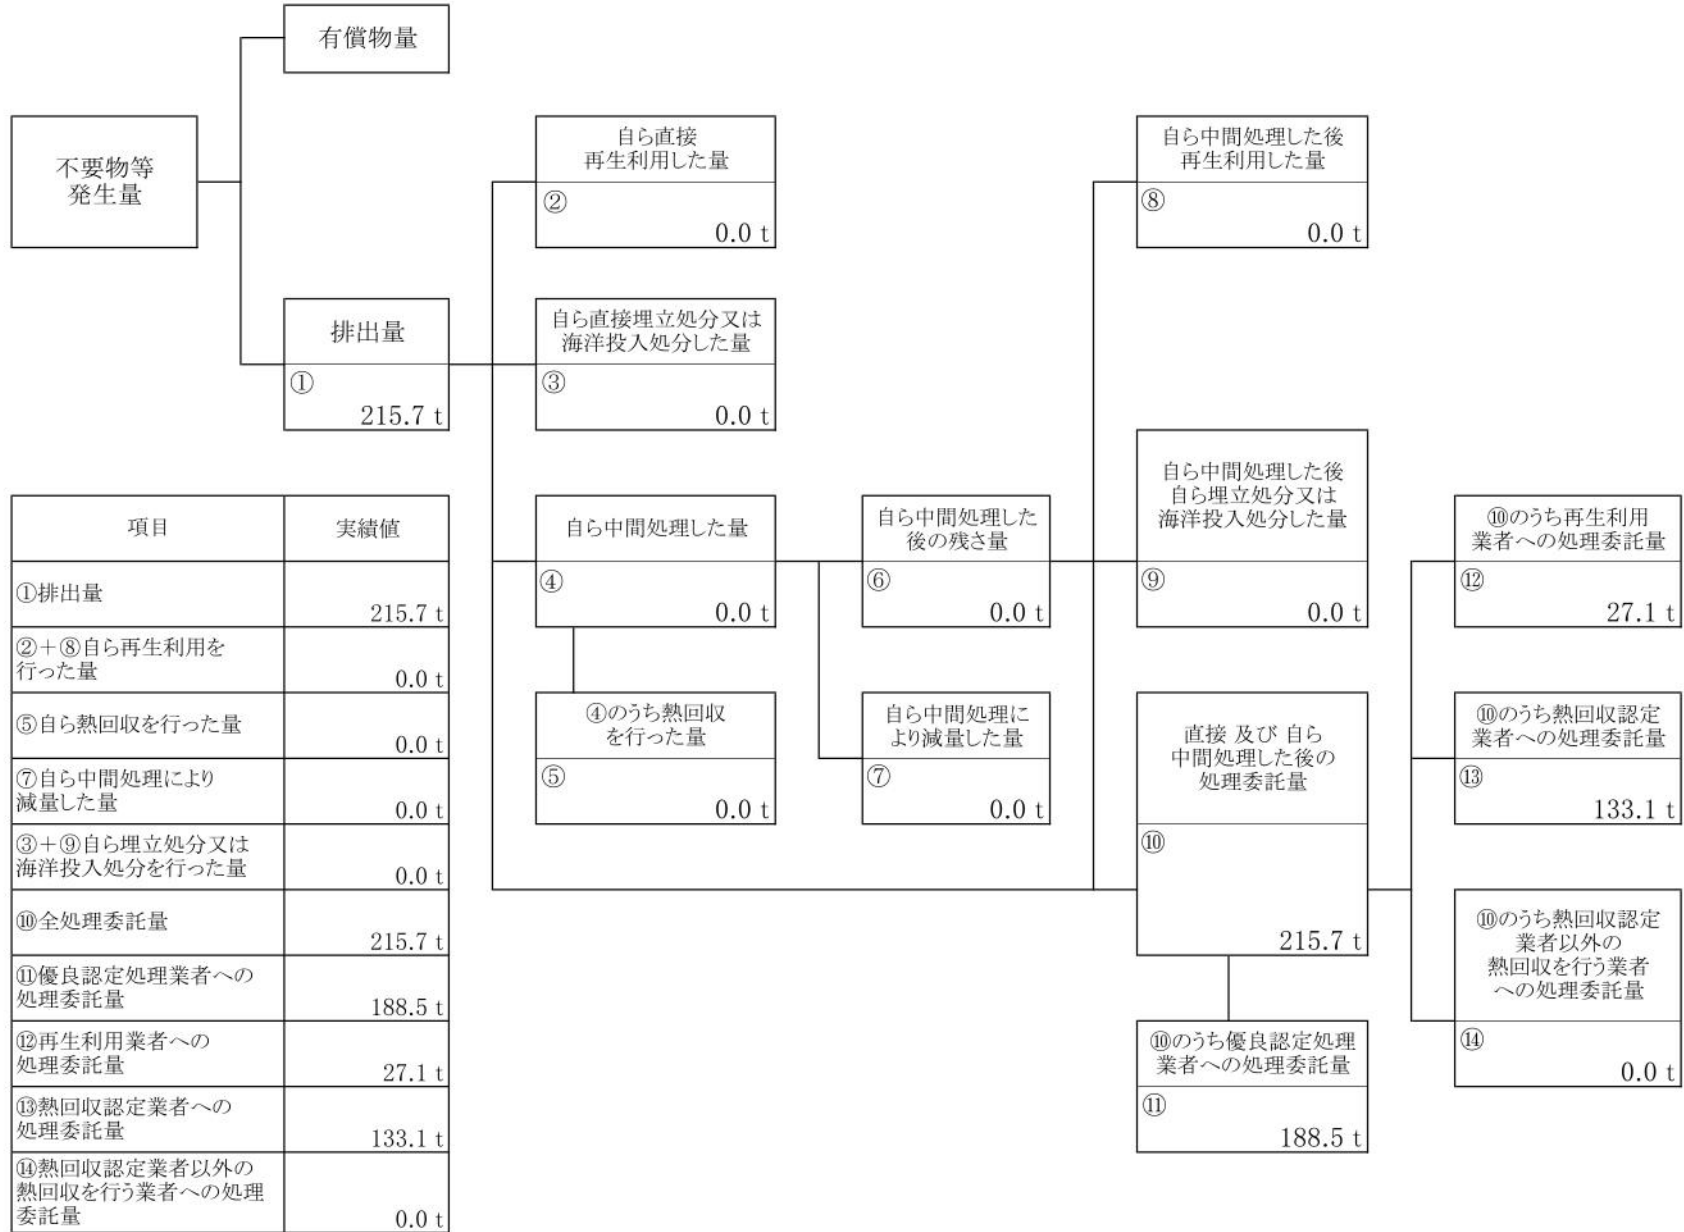 有償物量
不要物等
発生量
自ら直接
再生利用した量
②
0.0 t
自ら中間処理した後
再生利用した量
⑧
0.0 t
排出量
①
215.7 t
自ら直接埋立処分又は
海洋投入処分した量
③
0.0 t
自ら中間処理した量
④
0.0 t
自ら中間処理した
後の残さ量
⑥
0.0 t
自ら中間処理した後
自ら埋立処分又は
海洋投入処分した量
⑨
0.0 t
⑩のうち再生利用
業者への処理委託量
⑫
27.1 t
④のうち熱回収
を行った量
⑤
0.0 t
自ら中間処理に
より減量した量
⑦
0.0 t
直接 及び 自ら
中間処理した後の
処理委託量
⑩
215.7 t
⑩のうち熱回収認定
業者への処理委託量
⑬
133.1 t
⑩のうち優良認定処理
業者への処理委託量
⑪
188.5 t
⑩のうち熱回収認定
業者以外の
熱回収を行う業者
への処理委託量
⑭
0.0 t
項目 実績値
①排出量
215.7 t
②+⑧自ら再生利用を
行った量
0.0 t
⑤自ら熱回収を行った量
0.0 t
⑦自ら中間処理により
減量した量
0.0 t
③+⑨自ら埋立処分又は
海洋投入処分を行った量
0.0 t
⑩全処理委託量
215.7 t
⑪優良認定処理業者への
処理委託量
188.5 t
⑫再生利用業者への
処理委託量
27.1 t
⑬熱回収認定業者への
処理委託量
133.1 t
⑭熱回収認定業者以外の
熱回収を行う業者への処理
委託量
0.0 t